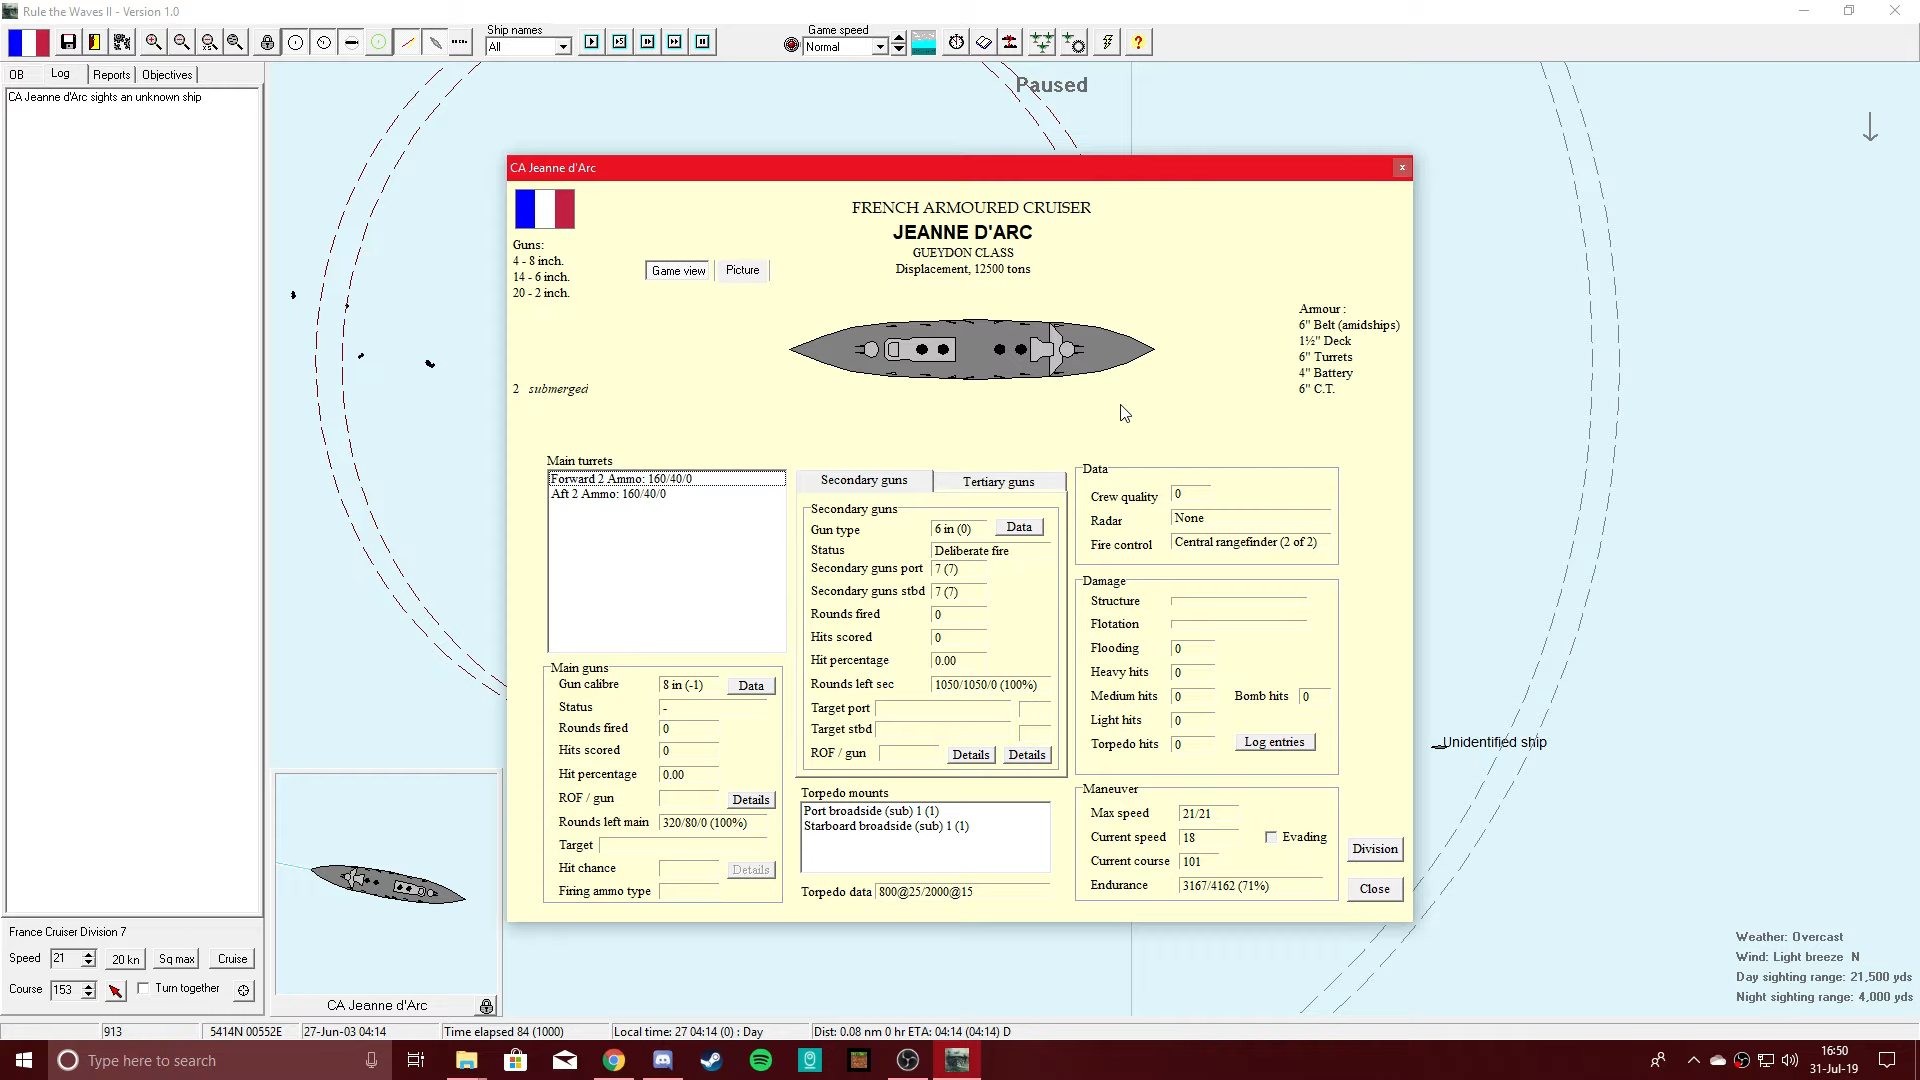 Rule the Waves II - Version 1.0
Ship names
All
Game speed
Normal
OB
Log
Reports
Objectives
CA Jeanne d'Arc sights an unknown ship
Paused
CA Jeanne d'Arc
x
FRENCH ARMOURED CRUISER
JEANNE D'ARC
GUEYDON CLASS
Displacement, 12500 tons
Guns:
4 - 8 inch.
14 - 6 inch.
20 - 2 inch.
Game view
Picture
2 submerged
Armour :
6" Belt (amidships)
1½" Deck
6" Turrets
4" Battery
6" C.T.
Main turrets
Forward 2 Ammo: 160/40/0
Aft 2 Ammo: 160/40/0
Main guns
Gun calibre 8 in (-1) Data
Status -
Rounds fired 0
Hits scored 0
Hit percentage 0.00
ROF / gun Details
Rounds left main 320/80/0 (100%)
Target
Hit chance Details
Firing ammo type
Secondary guns
Tertiary guns
Secondary guns
Gun type 6 in (0) Data
Status Deliberate fire
Secondary guns port 7 (7)
Secondary guns stbd 7 (7)
Rounds fired 0
Hits scored 0
Hit percentage 0.00
Rounds left sec 1050/1050/0 (100%)
Target port
Target stbd
ROF / gun Details Details
Torpedo mounts
Port broadside (sub) 1 (1)
Starboard broadside (sub) 1 (1)
Torpedo data 800@25/2000@15
Data
Crew quality 0
Radar None
Fire control Central rangefinder (2 of 2)
Damage
Structure
Flotation
Flooding 0
Heavy hits 0
Medium hits 0 Bomb hits 0
Light hits 0
Torpedo hits 0 Log entries
Maneuver
Max speed 21/21
Current speed 18 Evading
Current course 101
Endurance 3167/4162 (71%)
Division
Close
Unidentified ship
Weather: Overcast
Wind: Light breeze N
Day sighting range: 21,500 yds
Night sighting range: 4,000 yds
France Cruiser Division 7
Speed 21 20 kn Sq max Cruise
Course 153 Turn together
CA Jeanne d'Arc
913
5414N 00552E
27-Jun-03 04:14
Time elapsed 84 (1000)
Local time: 27 04:14 (0) : Day
Dist: 0.08 nm 0 hr ETA: 04:14 (04:14) D
Type here to search
16:50
31-Jul-19